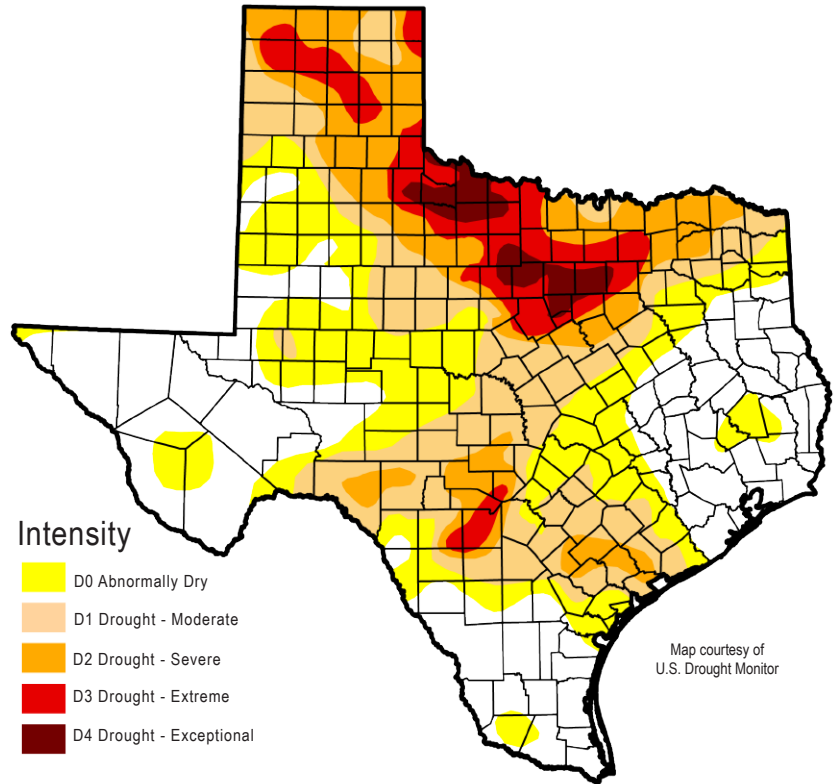 Intensity
D0 Abnormally Dry
D1 Drought - Moderate
D2 Drought - Severe
D3 Drought - Extreme
D4 Drought - Exceptional
Map courtesy of
U.S. Drought Monitor